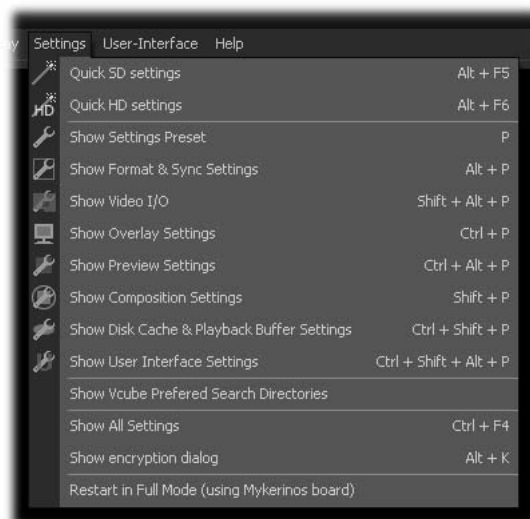 Settings User-Interface Help
Quick SD settings Alt + F5
HD Quick HD settings Alt + F6
Show Settings Preset P
Show Format & Sync Settings Alt + P
Show Video I/O Shift + Alt + P
Show Overlay Settings Ctrl + P
Show Preview Settings Ctrl + Alt + P
Show Composition Settings Shift + P
Show Disk Cache & Playback Buffer Settings Ctrl + Shift + P
Show User Interface Settings Ctrl + Shift + Alt + P
Show Vcube Prefered Search Directories
Show All Settings Ctrl + F4
Show encryption dialog Alt + K
Restart in Full Mode (using Mykerinos board)